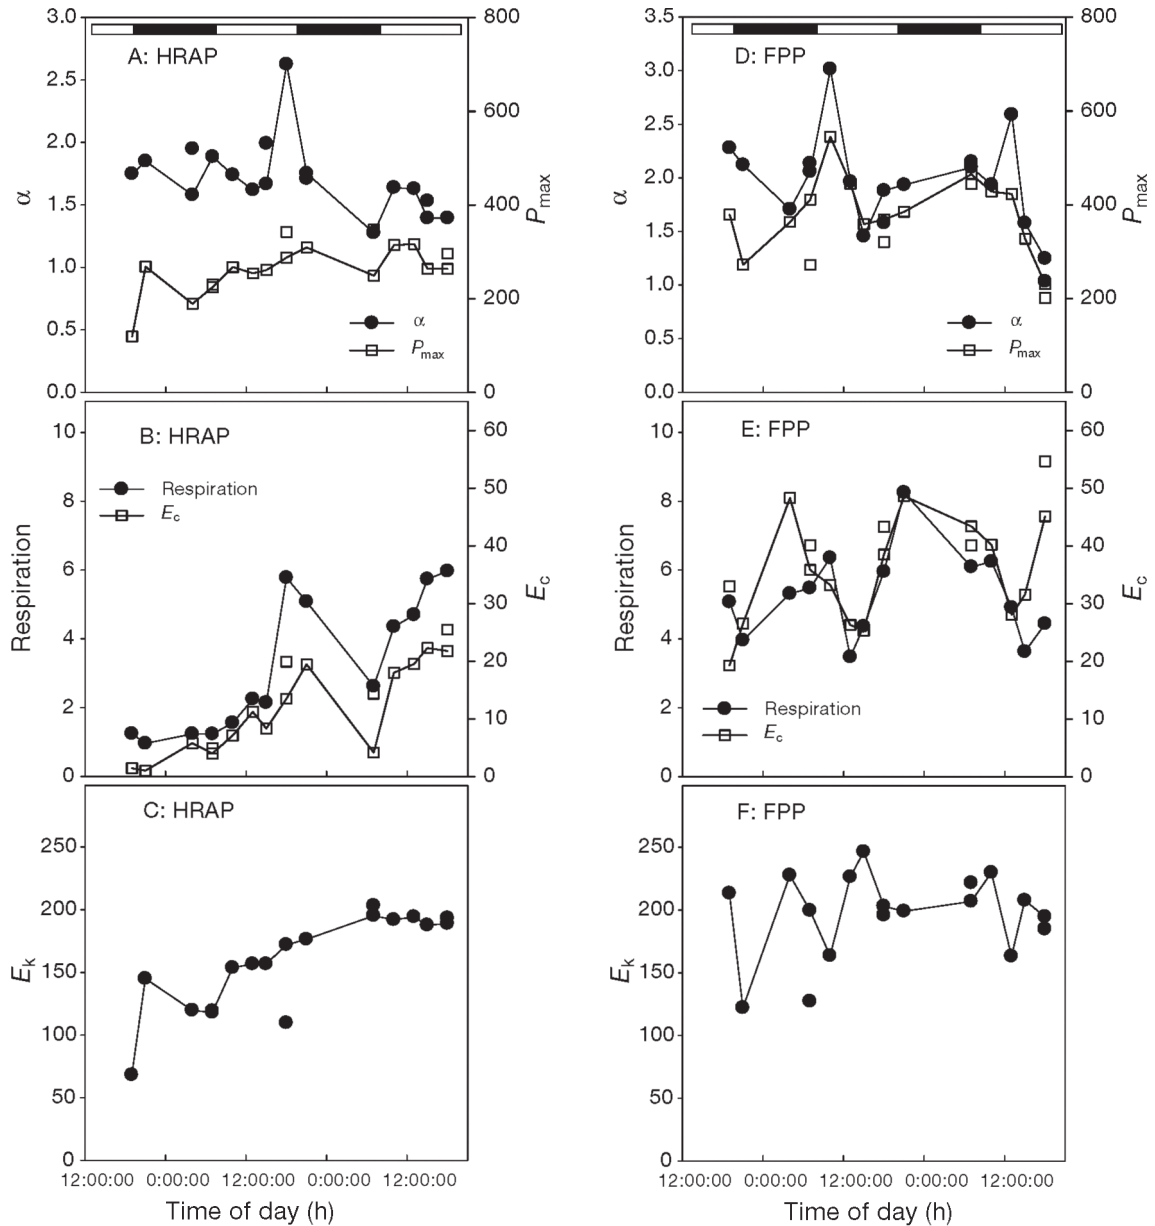 A: HRAP
3.0
2.5
2.0
1.5
1.0
0.5
0.0
α
800
600
400
200
0
Pmax
α
Pmax
D: FPP
3.5
3.0
2.5
2.0
1.5
1.0
0.5
0.0
α
800
600
400
200
0
Pmax
α
Pmax
B: HRAP
10
8
6
4
2
0
Respiration
60
50
40
30
20
10
0
Ec
Respiration
Ec
E: FPP
10
8
6
4
2
0
Respiration
60
50
40
30
20
10
0
Ec
Respiration
Ec
C: HRAP
250
200
150
100
50
0
Ek
12:00:00 0:00:00 12:00:00 0:00:00 12:00:00
Time of day (h)
F: FPP
250
200
150
100
50
0
Ek
12:00:00 0:00:00 12:00:00 0:00:00 12:00:00
Time of day (h)